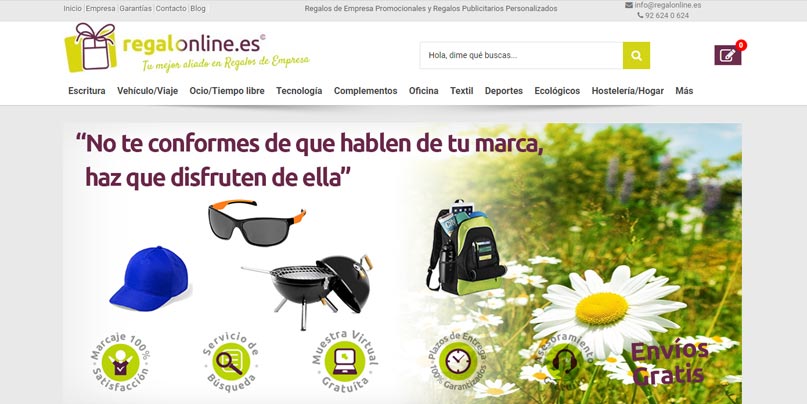 Inicio Empresa Garantías Contacto Blog
Regalos de Empresa Promocionales y Regalos Publicitarios Personalizados
info@regalonline.es
92 624 0 624
regalonline.es©
Tu mejor aliado en Regalos de Empresa
Hola, dime qué buscas...
0
Escritura Vehículo/Viaje Ocio/Tiempo libre Tecnología Complementos Oficina Textil Deportes Ecológicos Hostelería/Hogar Más
“No te conformes de que hablen de tu marca,
haz que disfruten de ella”
Marcaje 100%
Satisfacción
Servicio de
Búsqueda
Muestra Virtual
Gratuíta
Plazos de Entrega
100% Garantizados
Asesoramiento
Envíos
Gratis